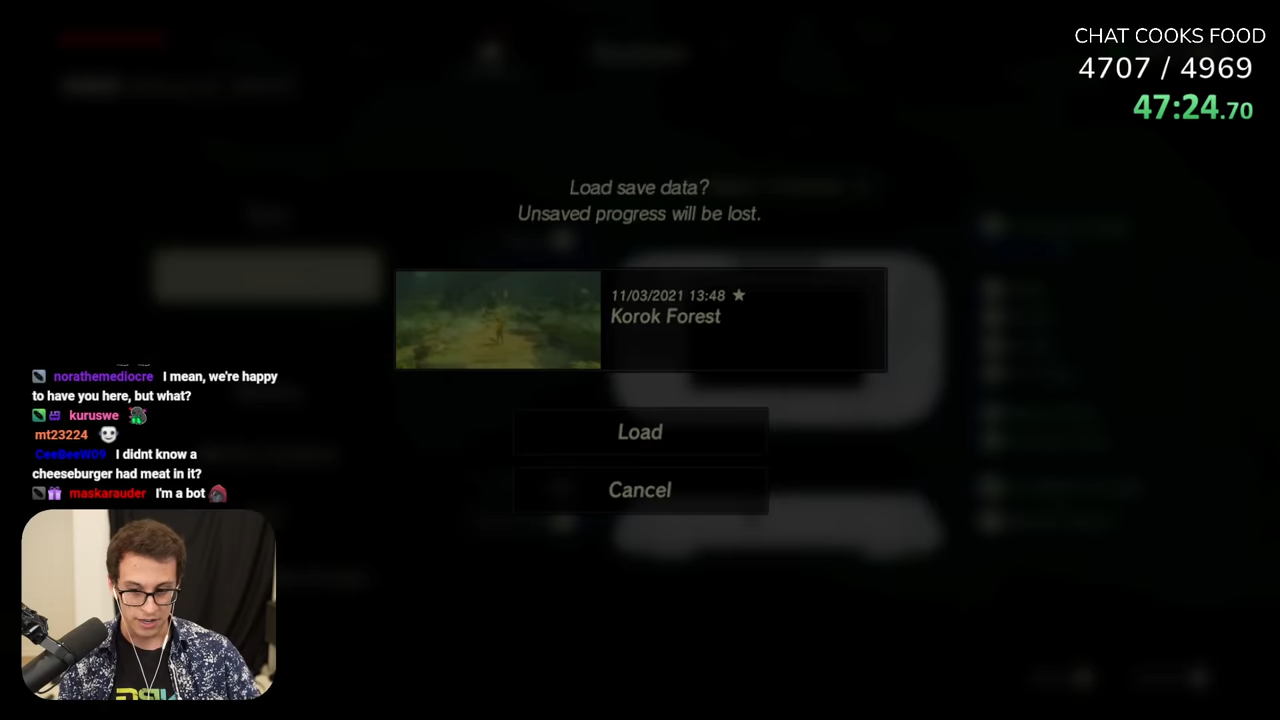 CHAT COOKS FOOD
4707 / 4969
47:24.70
Load save data?
Unsaved progress will be lost.
11/03/2021 13:48 ★
Korok Forest
Load
Cancel
norathemediocre I mean, we're happy
to have you here, but what?
kuruswe
mt23224
CeeBeeW09 I didnt know a
cheeseburger had meat in it?
maskarauder I'm a bot